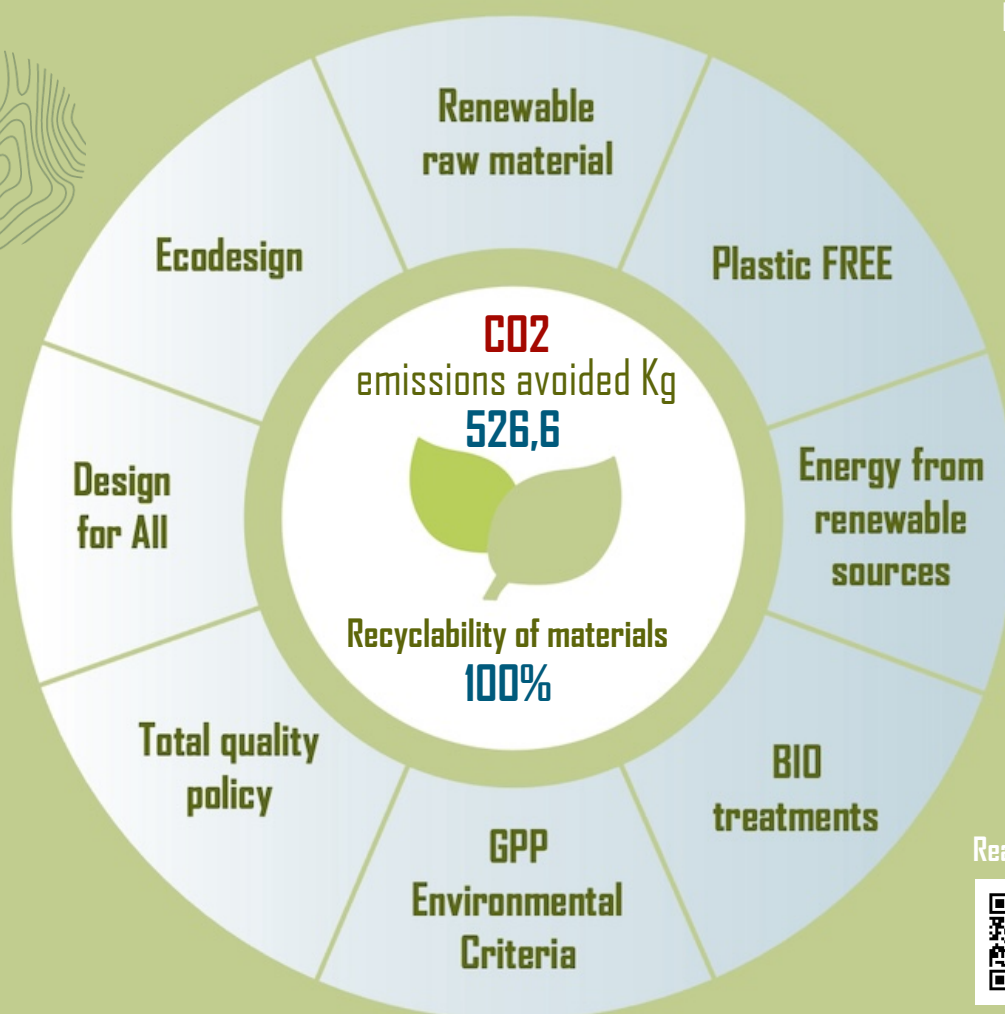 Renewable
raw material
Plastic FREE
Energy from
renewable
sources
BIO
treatments
GPP
Environmental
Criteria
Total quality
policy
Design
for All
Ecodesign
CO2
emissions avoided Kg
526,6
Recyclability of materials
100%